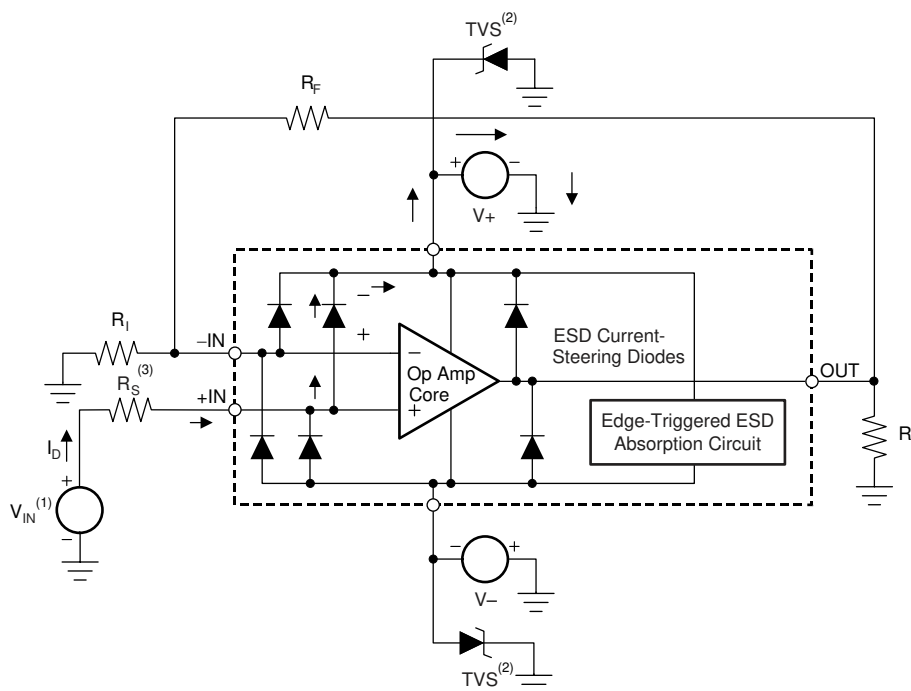 TVS(2)
RF
+ −
V+
RI
−IN
−
+
ESD Current-
Steering Diodes
−
Op Amp
Core
+
OUT
RS(3)
+IN
Edge-Triggered ESD
Absorption Circuit
R
ID
+
VIN(1)
−
− +
V−
TVS(2)